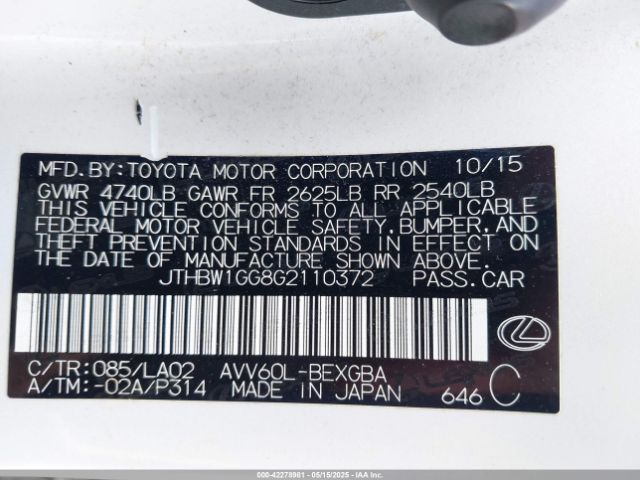 MFD.BY:TOYOTA MOTOR CORPORATION 10/15
GVWR 4740LB GAWR FR 2625LB RR 2540LB
THIS VEHICLE CONFORMS TO ALL APPLICABLE
FEDERAL MOTOR VEHICLE SAFETY,BUMPER,AND
THEFT PREVENTION STANDARDS IN EFFECT ON
THE DATE OF MANUFACTURE SHOWN ABOVE.
JTHBW1GG8G2110372 PASS.CAR
C/TR:085/LA02 AVV60L-BEXGBA
A/TM:-02A/P314 MADE IN JAPAN 646 C
000-42278981 - 05/15/2025 - IAAI.CA